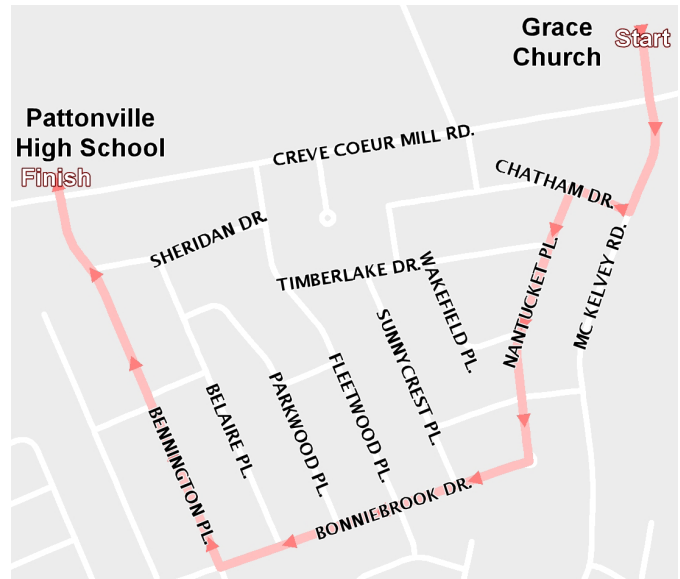 Grace
Church
Start
Pattonville
High School
Finish
CREVE COEUR MILL RD.
CHATHAM DR.
SHERIDAN DR.
TIMBERLAKE DR.
WAKEFIELD PL.
NANTUCKET PL.
MC KELVEY RD.
SUNNYCREST PL.
FLEETWOOD PL.
PARKWOOD PL.
BELAIRE PL.
BENNINGTON PL.
BONNIEBROOK DR.